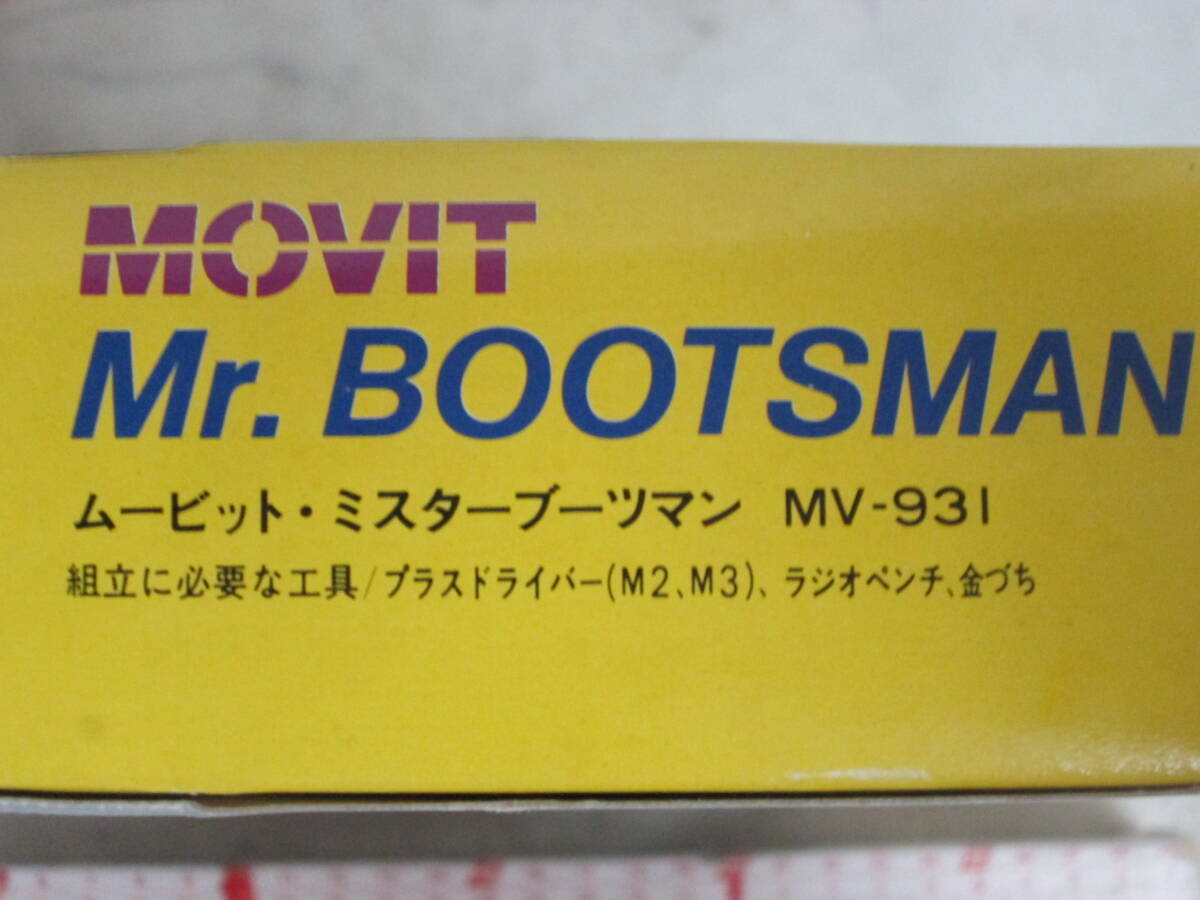 MOVIT
Mr. BOOTSMAN
ムービット・ミスターブーツマン MV-931
組立に必要な工具/プラスドライバー(M2、M3)、ラジオペンチ、金づち